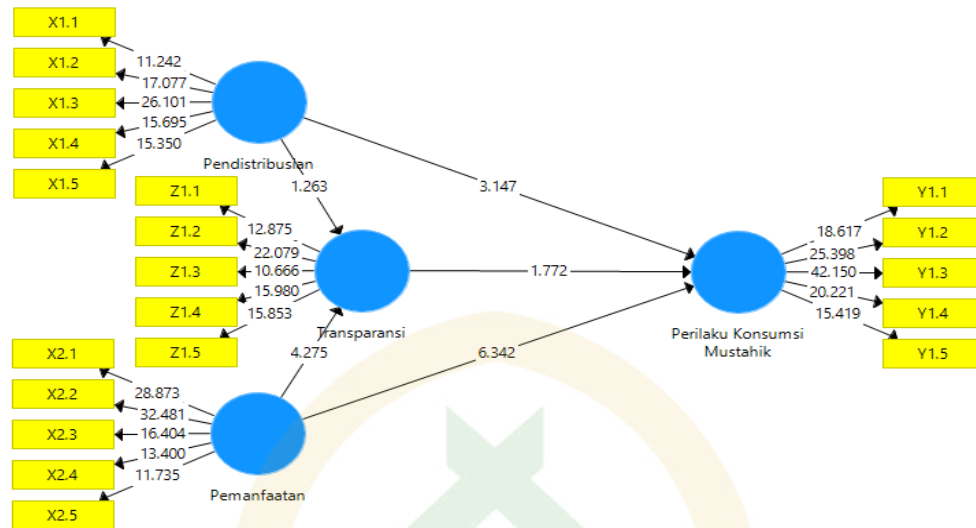 X1.1
X1.2
X1.3
X1.4
X1.5
11.242
17.077
26.101
15.695
15.350
Pendistribusian
1.263
3.147
Z1.1
Z1.2
Z1.3
Z1.4
Z1.5
12.875
22.079
10.666
15.980
15.853
Transparansi
1.772
4.275
6.342
X2.1
X2.2
X2.3
X2.4
X2.5
28.873
32.481
16.404
13.400
11.735
Pemanfaatan
Perilaku Konsumsi
Mustahik
18.617
25.398
42.150
20.221
15.419
Y1.1
Y1.2
Y1.3
Y1.4
Y1.5